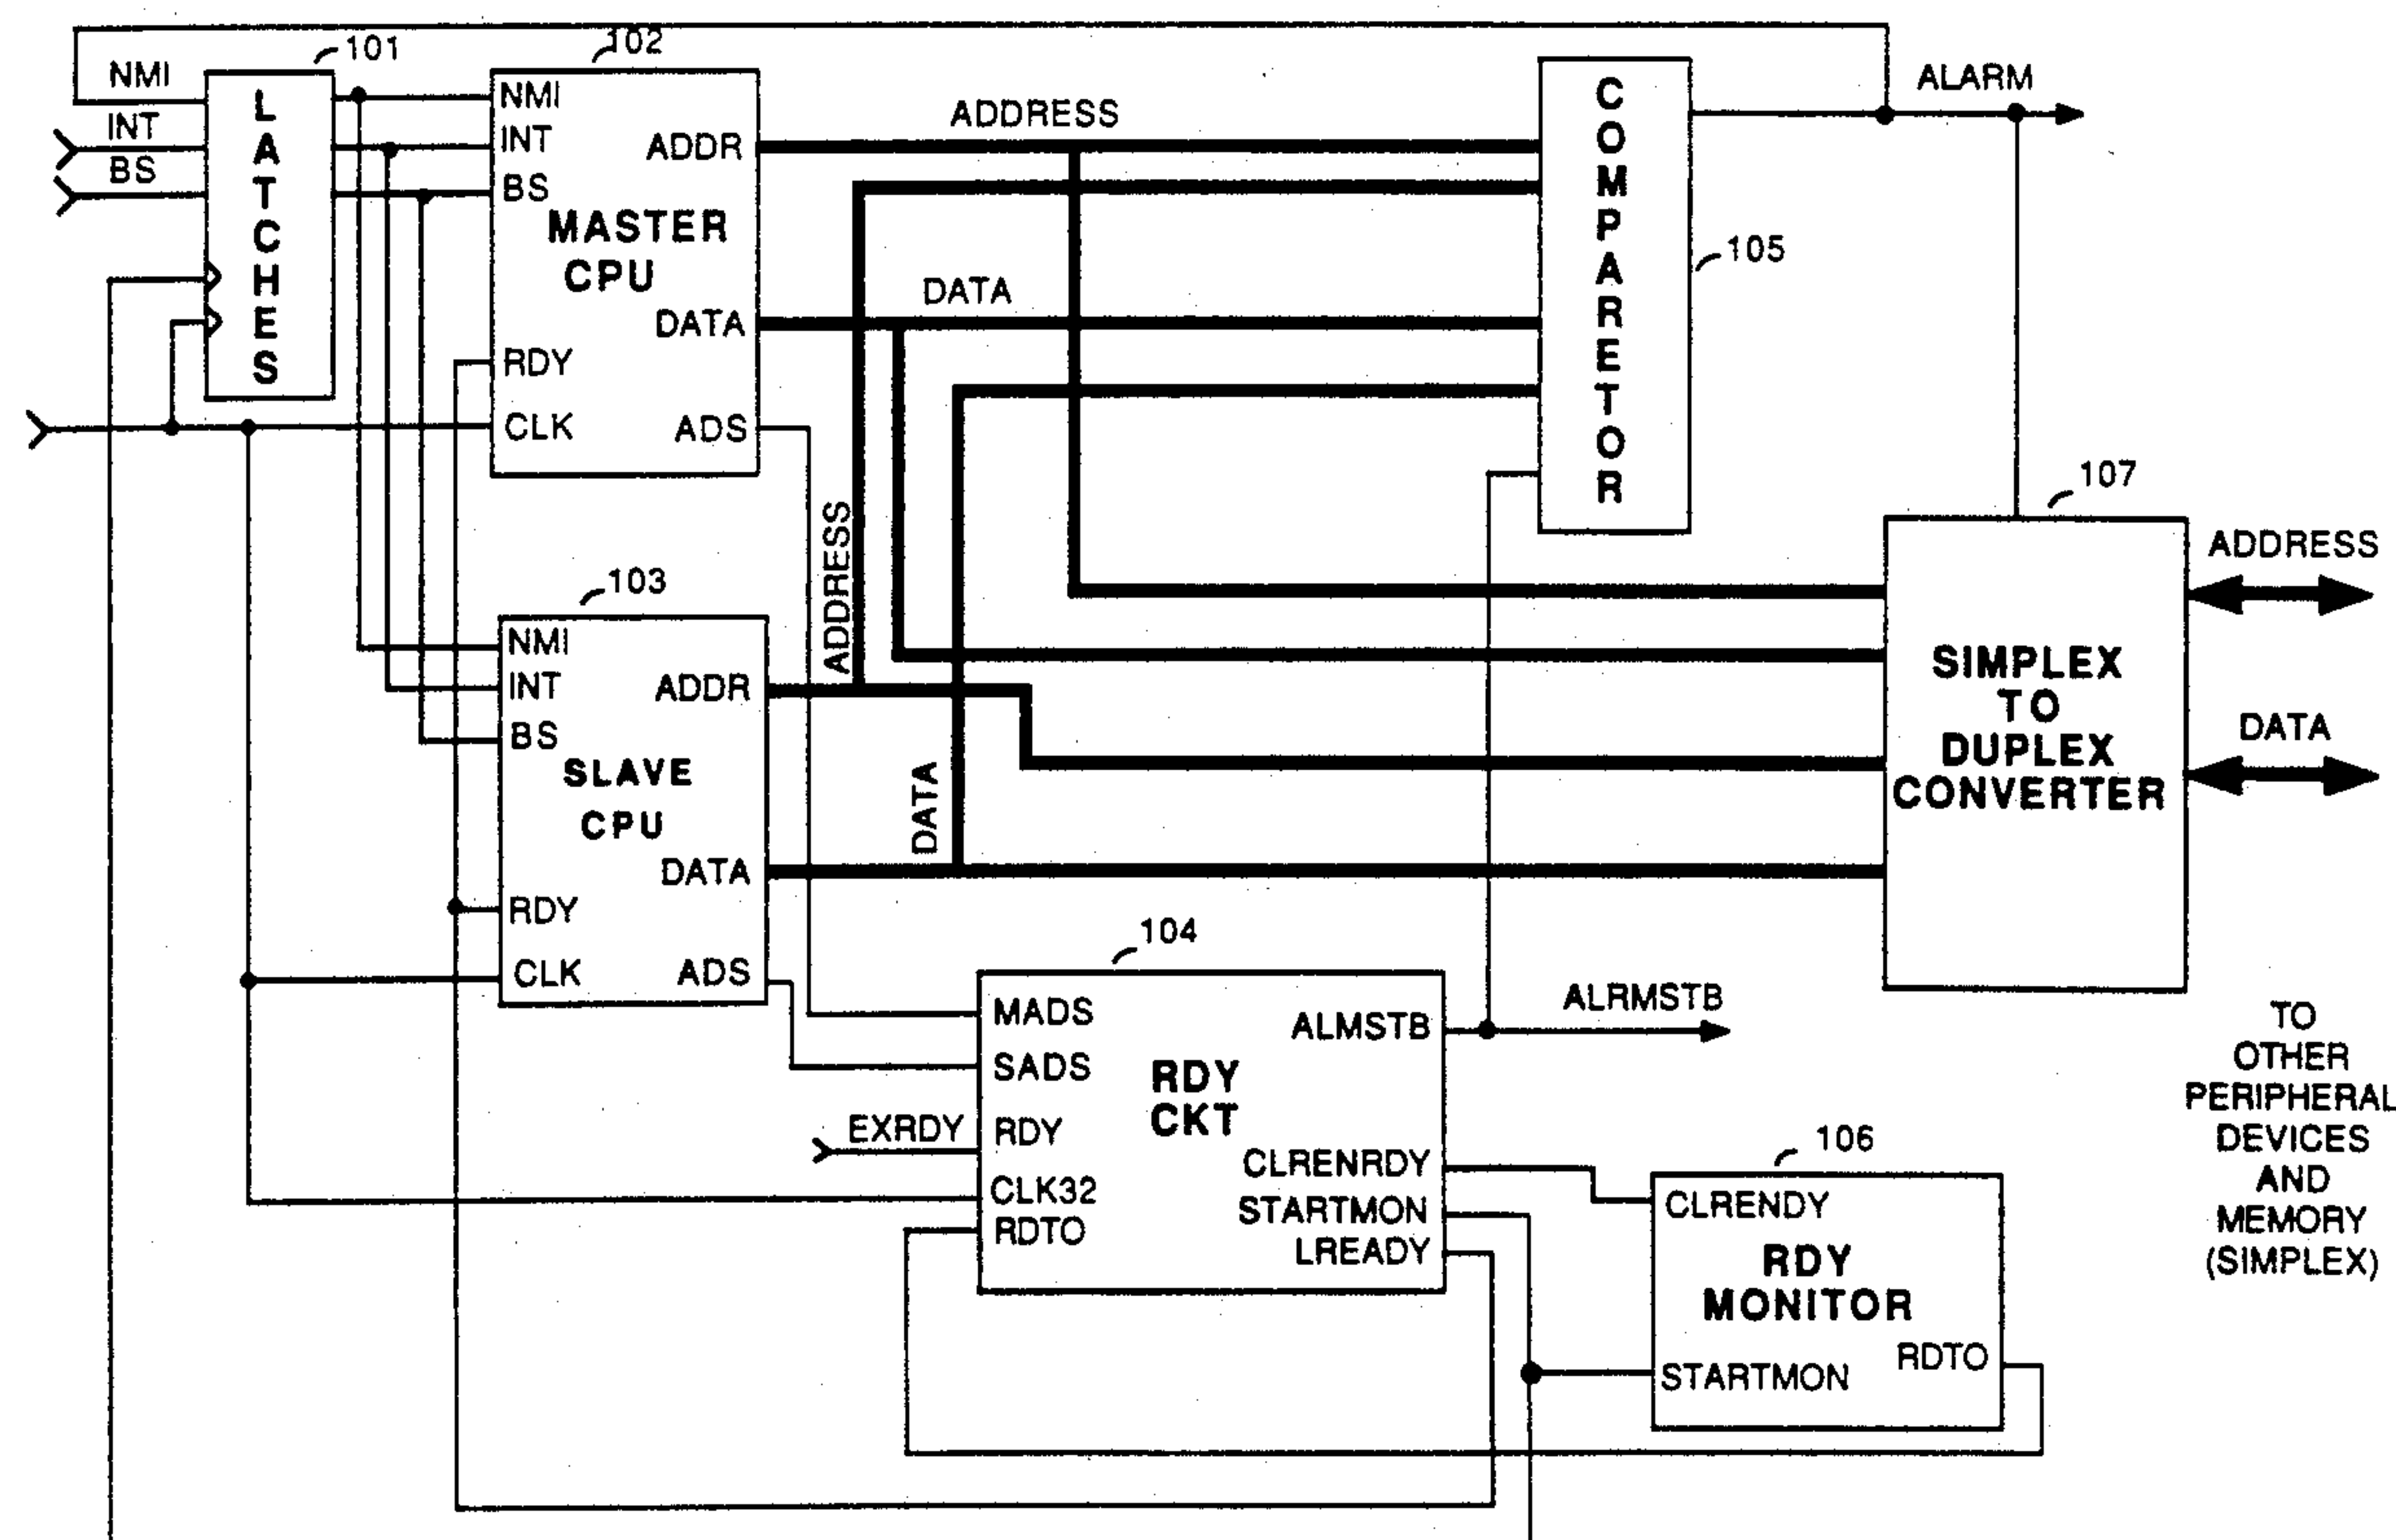 101
NMI
INT
BS
LATCHES
102
NMI
INT
BS
MASTER
CPU
RDY
CLK
ADDR
DATA
ADS
ADDRESS
DATA
COMPARETOR
105
ALARM
103
NMI
INT
BS
SLAVE
CPU
RDY
CLK
ADDR
DATA
ADS
ADDRESS
DATA
107
SIMPLEX
TO
DUPLEX
CONVERTER
ADDRESS
DATA
TO
OTHER
PERIPHERAL
DEVICES
AND
MEMORY
(SIMPLEX)
104
MADS
SADS
EXRDY
RDY
CLK32
RDTO
RDY
CKT
ALMSTB
CLRENRDY
STARTMON
LREADY
ALRMSTB
106
CLRENDY
RDY
MONITOR
RDTO
STARTMON